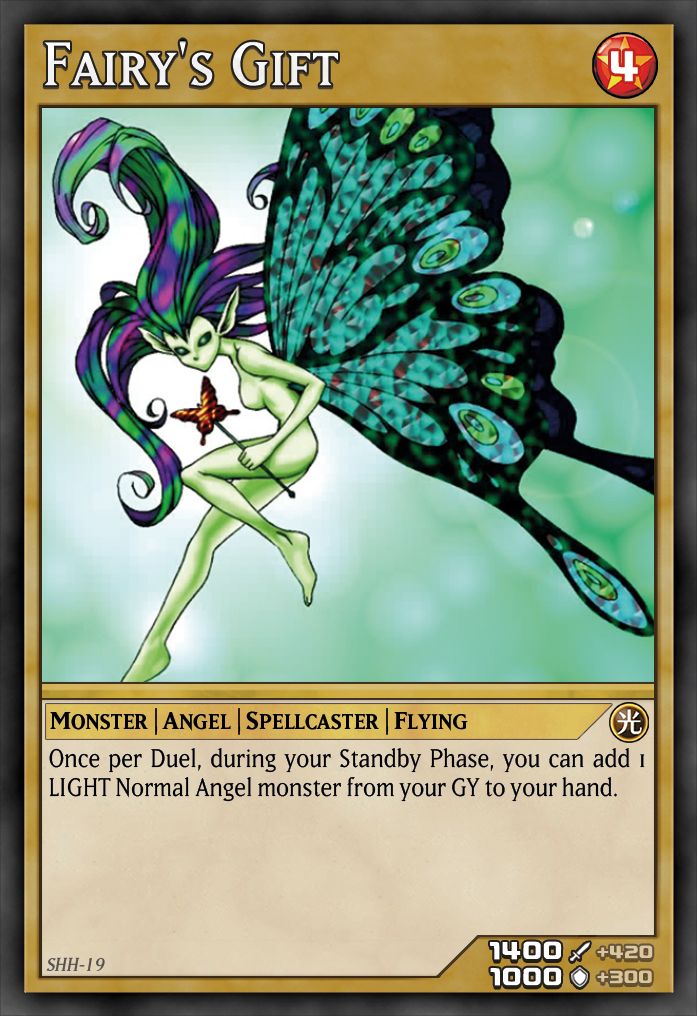 Fairy's Gift
4
Monster | Angel | Spellcaster | Flying
光
Once per Duel, during your Standby Phase, you can add 1
LIGHT Normal Angel monster from your GY to your hand.
1400 +420
SHH-19
1000 +300